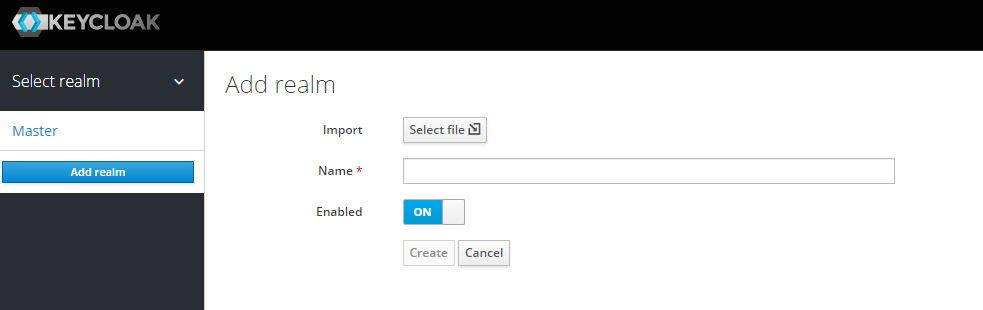 KEYCLOAK
Select realm
Master
Add realm
Add realm
Import Select file
Name *
Enabled ON
Create Cancel